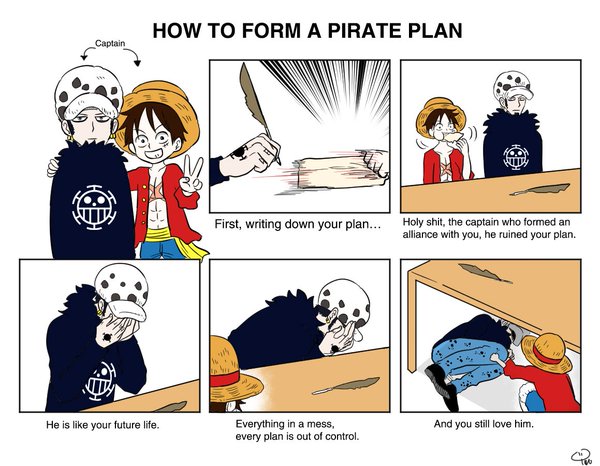 HOW TO FORM A PIRATE PLAN
Captain
First, writing down your plan...
Holy shit, the captain who formed an
alliance with you, he ruined your plan.
He is like your future life.
Everything in a mess,
every plan is out of control.
And you still love him.